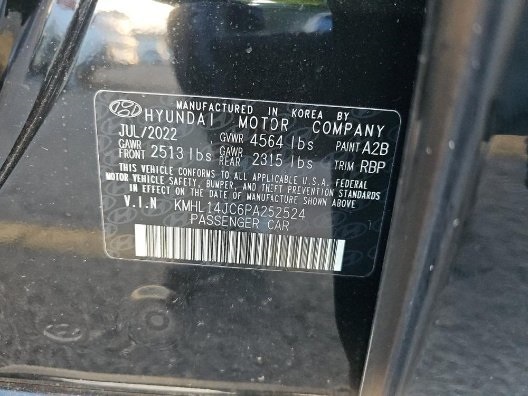 MANUFACTURED IN KOREA BY
HYUNDAI MOTOR COMPANY
JUL/2022 GVWR 4564 lbs PAINT A2B
GAWR FRONT 2513 lbs GAWR REAR 2315 lbs TRIM RBP
THIS VEHICLE CONFORMS TO ALL APPLICABLE U.S.A. FEDERAL
MOTOR VEHICLE SAFETY, BUMPER, AND THEFT PREVENTION STANDARDS
IN EFFECT ON THE DATE OF MANUFACTURE SHOWN ABOVE.
V.I.N KMHL14JC6PA252524
PASSENGER CAR